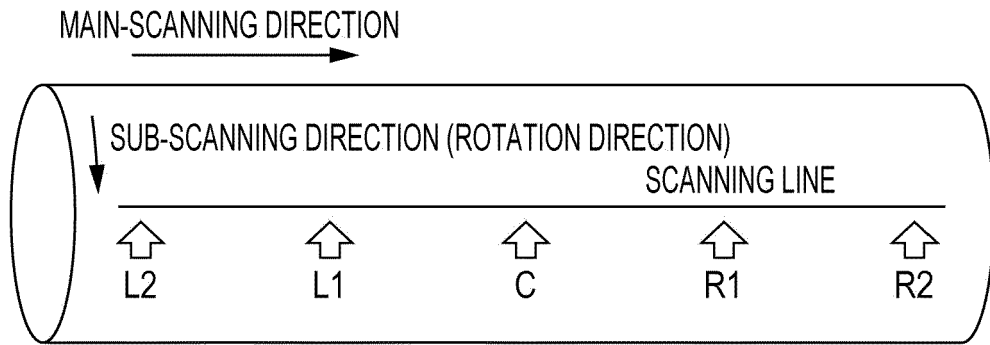 MAIN-SCANNING DIRECTION
SUB-SCANNING DIRECTION (ROTATION DIRECTION)
SCANNING LINE
L2 L1 C R1 R2